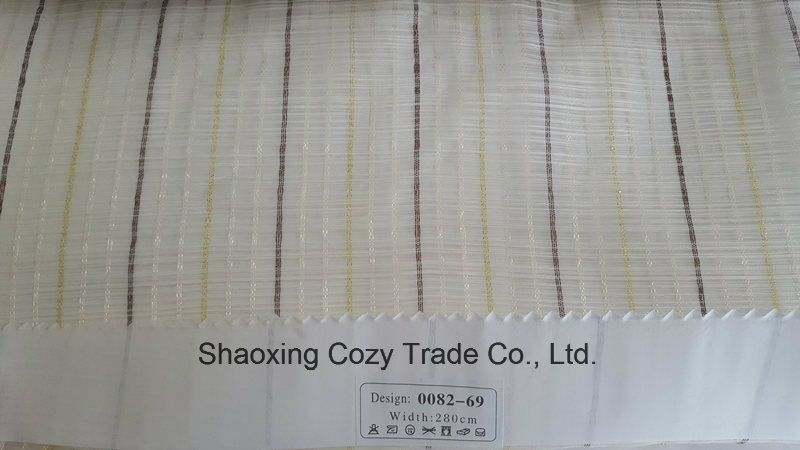 Shaoxing Cozy Trade Co., Ltd.
Design: 0082-69
Width:280cm